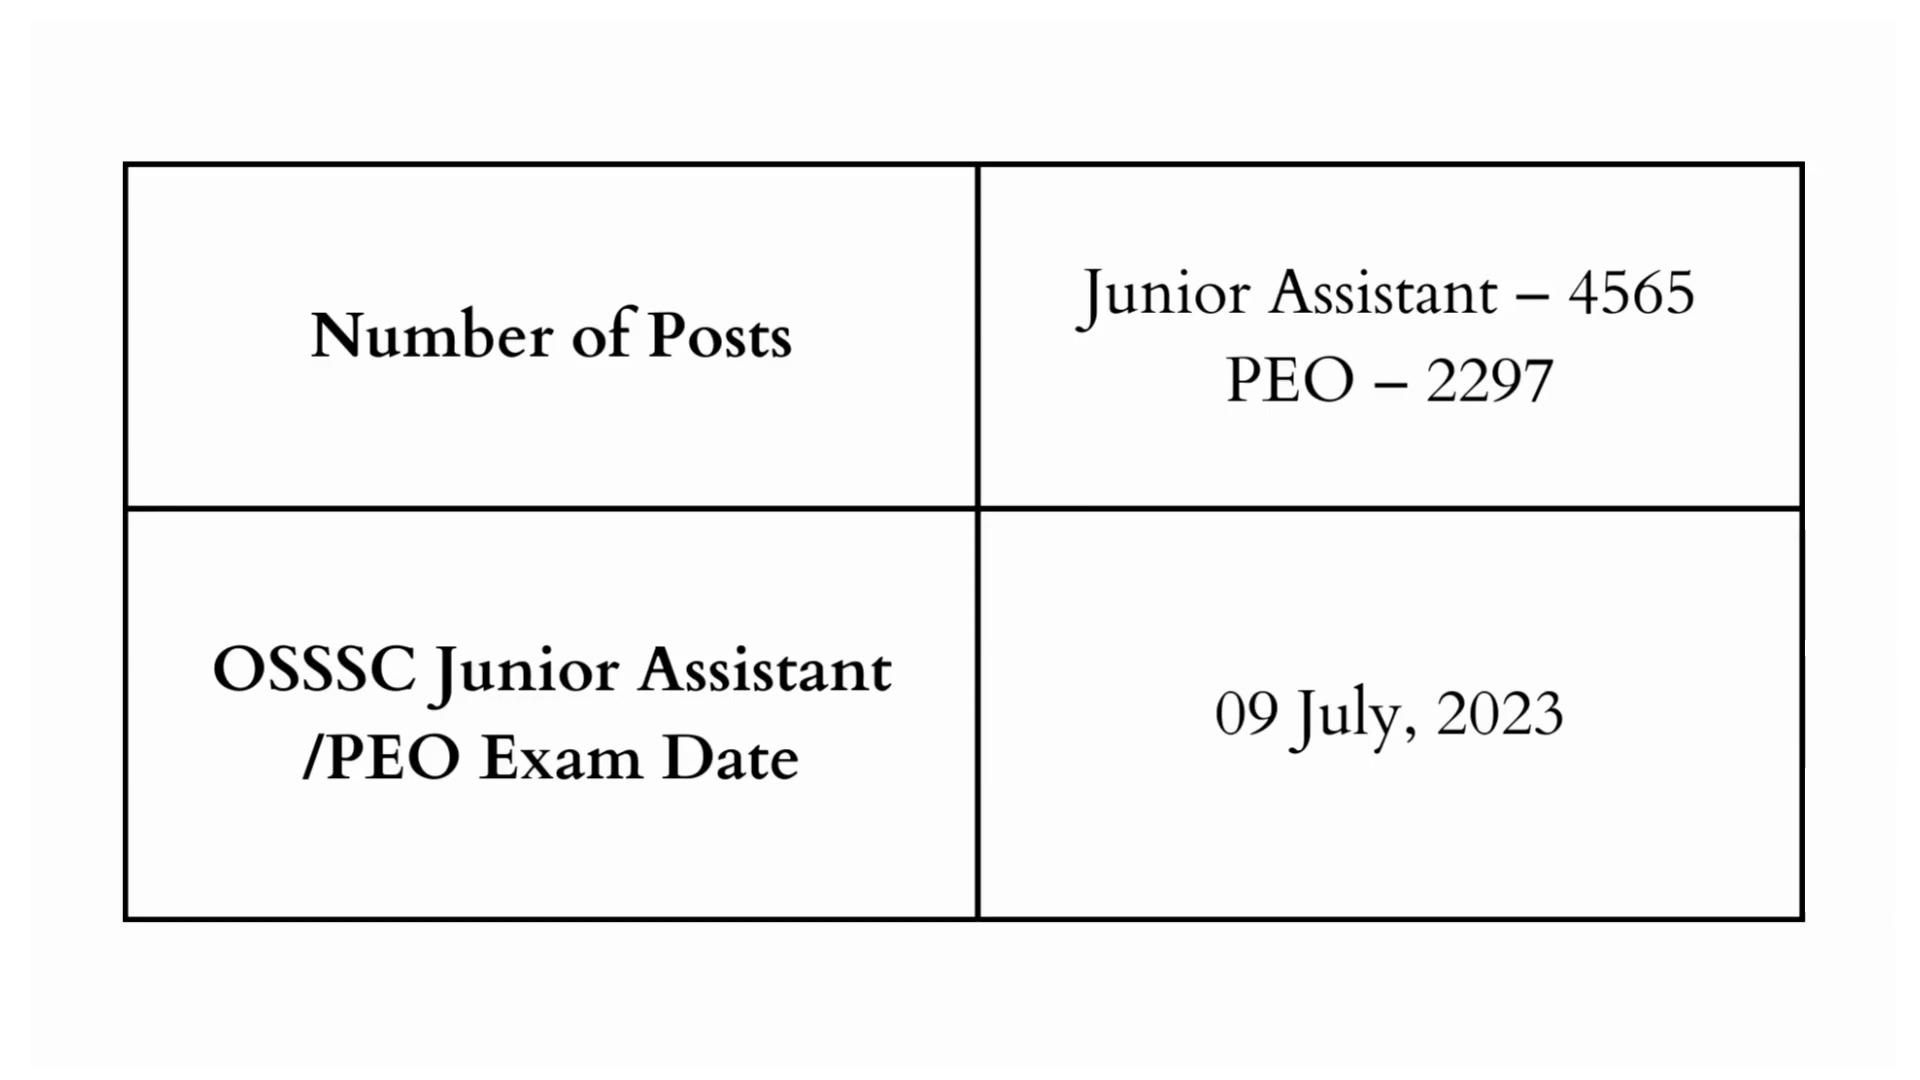 Number of Posts
Junior Assistant – 4565
PEO – 2297
OSSSC Junior Assistant
/PEO Exam Date
09 July, 2023